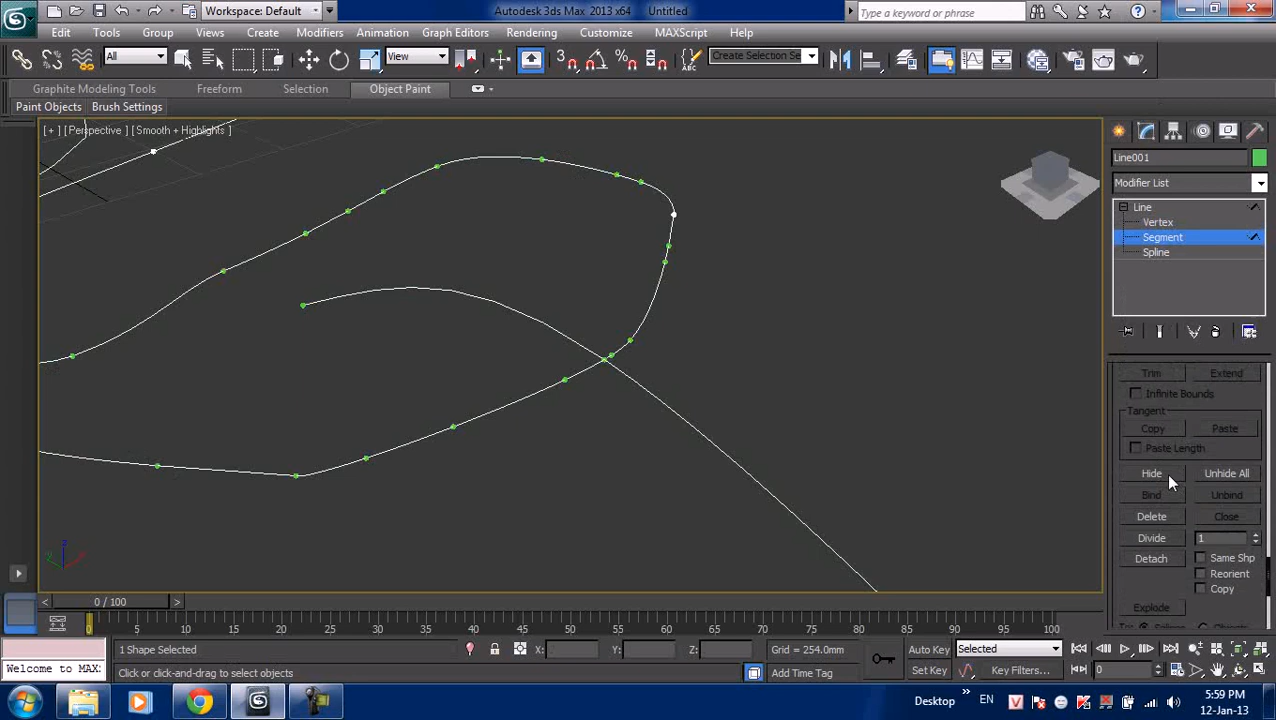 Workspace: Default
Autodesk 3ds Max 2013 x64 Untitled
Type a keyword or phrase
Edit Tools Group Views Create Modifiers Animation Graph Editors Rendering Customize MAXScript Help
All
View
3
Create Selection Se
Graphite Modeling Tools Freeform Selection Object Paint
Paint Objects Brush Settings
[ + ] [ Perspective ] [ Smooth + Highlights ]
Line001
Modifier List
Line
Vertex
Segment
Spline
Trim Extend
Infinite Bounds
Tangent
Copy Paste
Paste Length
Hide Unhide All
Bind Unbind
Delete Close
Divide 1
Detach Same Shp
Reorient
Copy
Explode
z
0 / 100
0 5 10 15 20 25 30 35 40 45 50 55 60 65 70 75 80 85 90 95 100
1 Shape Selected X: Y: Z: Grid = 254.0mm Auto Key Selected
Welcome to MAX
Click or click-and-drag to select objects Add Time Tag Set Key Key Filters... 0
Desktop » EN 5:59 PM
12-Jan-13